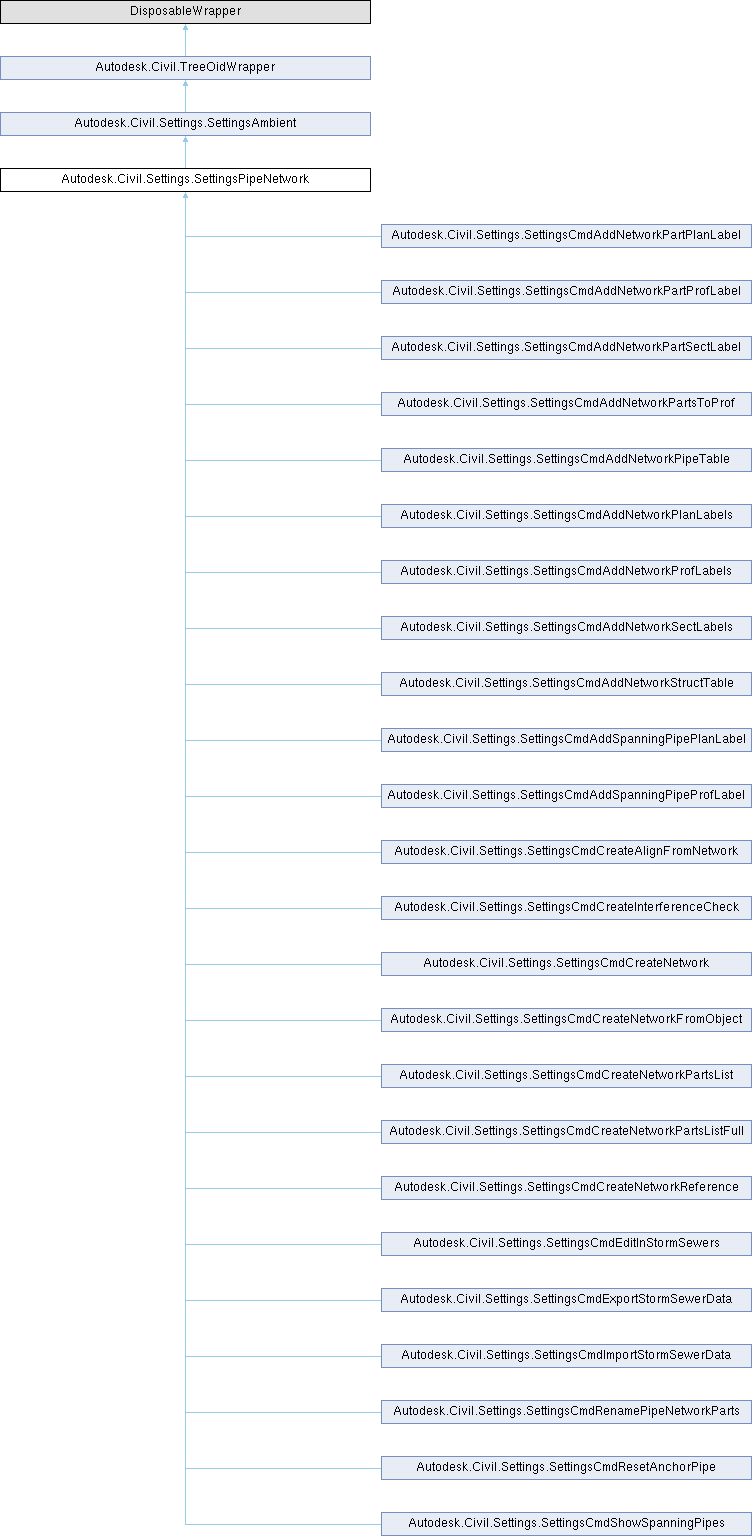 DisposableWrapper
Autodesk.Civil.TreeOidWrapper
Autodesk.Civil.Settings.SettingsAmbient
Autodesk.Civil.Settings.SettingsPipeNetwork
Autodesk.Civil.Settings.SettingsCmdAddNetworkPartPlanLabel
Autodesk.Civil.Settings.SettingsCmdAddNetworkPartProfLabel
Autodesk.Civil.Settings.SettingsCmdAddNetworkPartSectLabel
Autodesk.Civil.Settings.SettingsCmdAddNetworkPartsToProf
Autodesk.Civil.Settings.SettingsCmdAddNetworkPipeTable
Autodesk.Civil.Settings.SettingsCmdAddNetworkPlanLabels
Autodesk.Civil.Settings.SettingsCmdAddNetworkProfLabels
Autodesk.Civil.Settings.SettingsCmdAddNetworkSectLabels
Autodesk.Civil.Settings.SettingsCmdAddNetworkStructTable
Autodesk.Civil.Settings.SettingsCmdAddSpanningPipePlanLabel
Autodesk.Civil.Settings.SettingsCmdAddSpanningPipeProfLabel
Autodesk.Civil.Settings.SettingsCmdCreateAlignFromNetwork
Autodesk.Civil.Settings.SettingsCmdCreateInterferenceCheck
Autodesk.Civil.Settings.SettingsCmdCreateNetwork
Autodesk.Civil.Settings.SettingsCmdCreateNetworkFromObject
Autodesk.Civil.Settings.SettingsCmdCreateNetworkPartsList
Autodesk.Civil.Settings.SettingsCmdCreateNetworkPartsListFull
Autodesk.Civil.Settings.SettingsCmdCreateNetworkReference
Autodesk.Civil.Settings.SettingsCmdEditInStormSewers
Autodesk.Civil.Settings.SettingsCmdExportStormSewerData
Autodesk.Civil.Settings.SettingsCmdImportStormSewerData
Autodesk.Civil.Settings.SettingsCmdRenamePipeNetworkParts
Autodesk.Civil.Settings.SettingsCmdResetAnchorPipe
Autodesk.Civil.Settings.SettingsCmdShowSpanningPipes